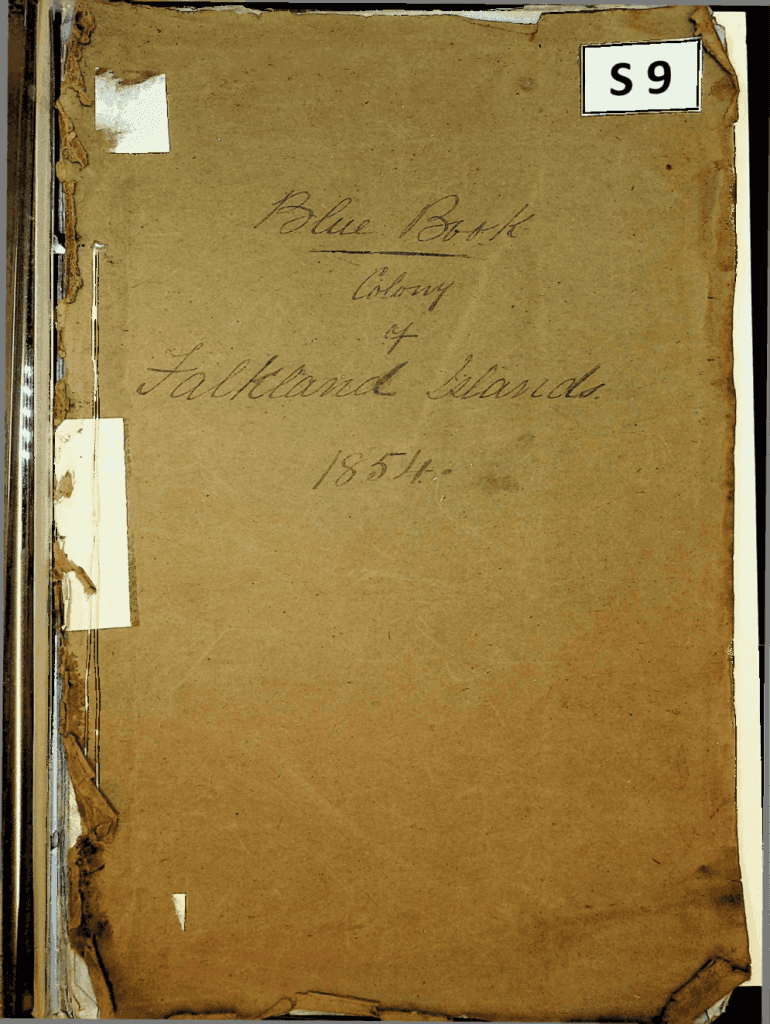 S 9
Blue Book
Colony
of
Falkland Islands.
1854.